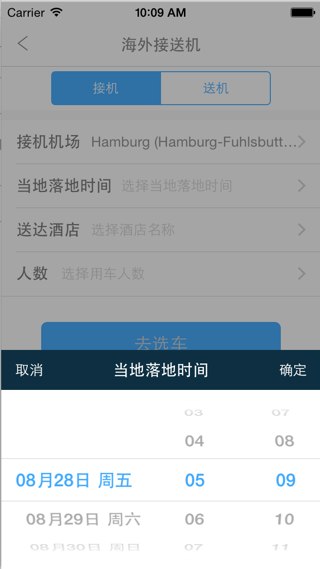 Carrier 10:09 AM
海外接送机
接机 送机
接机机场 Hamburg (Hamburg-Fuhlsbutt...
当地落地时间 选择当地落地时间
送达酒店 选择酒店名称
人数 选择用车人数
去选车
取消 当地落地时间 确定
03 07
04 08
08月28日 周五 05 09
08月29日 周六 06 10
08月30日 周日 07 11